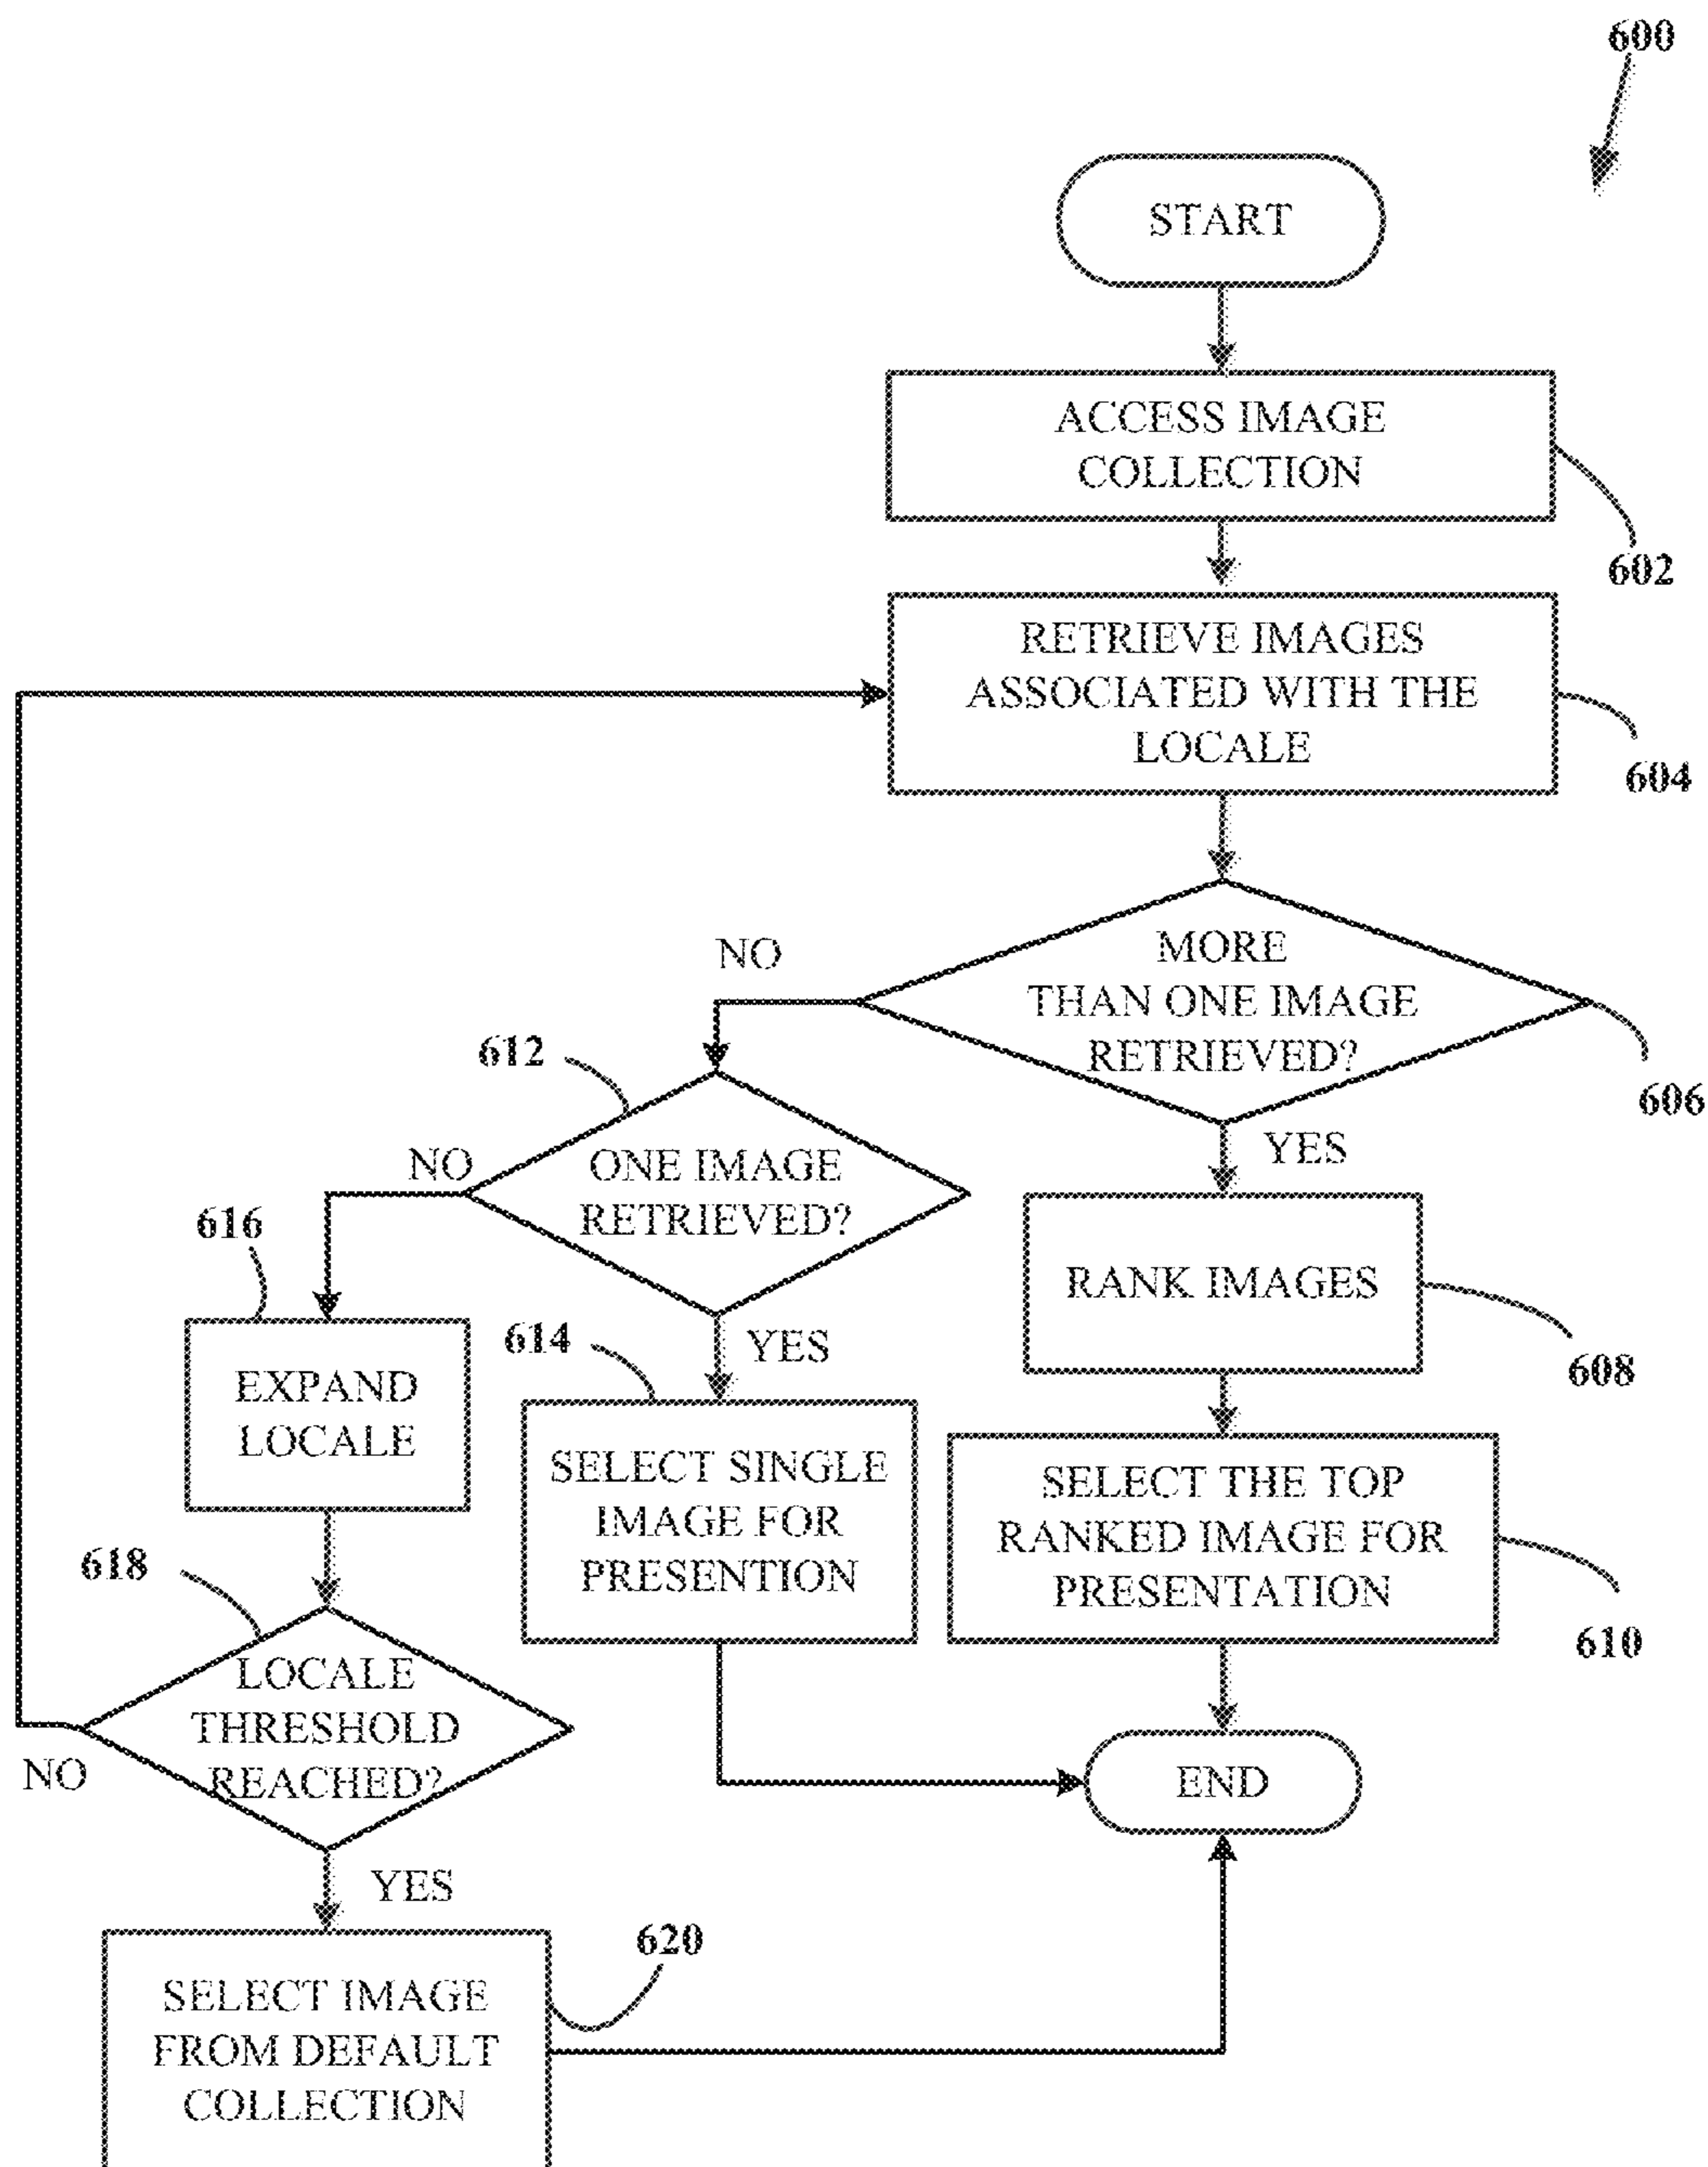 600
START
ACCESS IMAGE
COLLECTION
602
RETRIEVE IMAGES
ASSOCIATED WITH THE
LOCALE
604
MORE
THAN ONE IMAGE
RETRIEVED?
606
NO
YES
612
ONE IMAGE
RETRIEVED?
NO
YES
RANK IMAGES
608
616
EXPAND
LOCALE
614
SELECT SINGLE
IMAGE FOR
PRESENTION
SELECT THE TOP
RANKED IMAGE FOR
PRESENTATION
610
618
LOCALE
THRESHOLD
REACHED?
NO
YES
END
620
SELECT IMAGE
FROM DEFAULT
COLLECTION